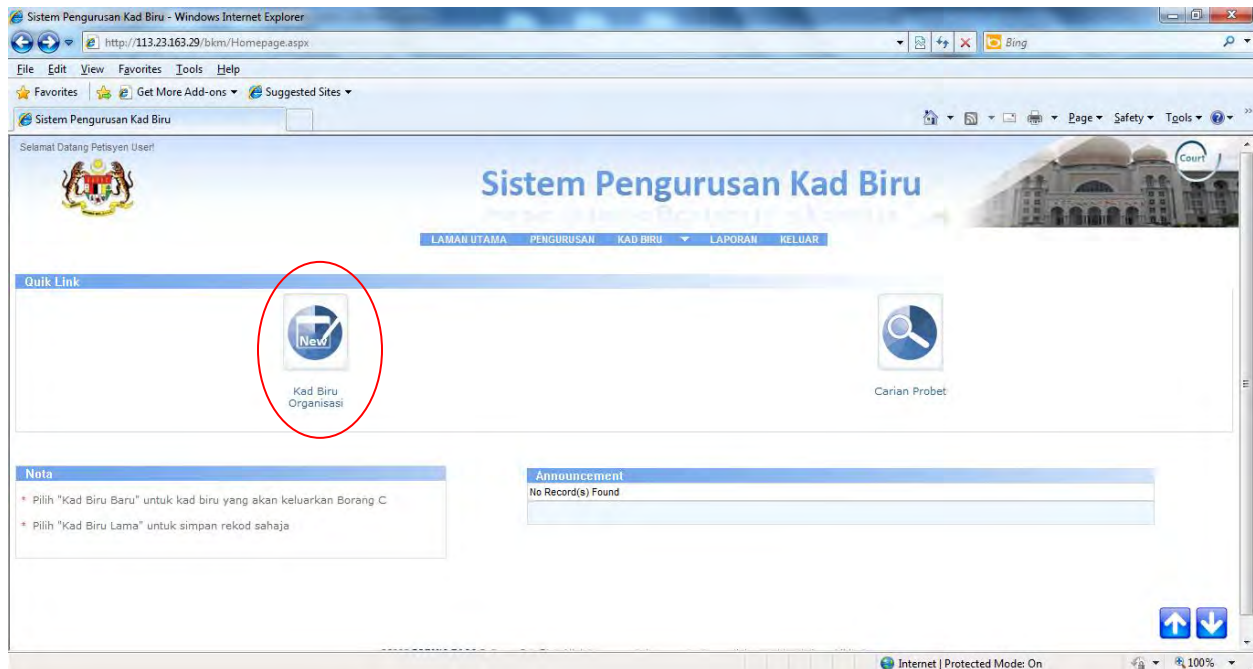 Sistem Pengurusan Kad Biru - Windows Internet Explorer
http://113.23.163.29/bkm/Homepage.aspx
Bing
File Edit View Favorites Tools Help
Favorites Get More Add-ons Suggested Sites
Sistem Pengurusan Kad Biru
Page Safety Tools
Selamat Datang Petisyen User!
Sistem Pengurusan Kad Biru
Court
LAMAN UTAMA PENGURUSAN KAD BIRU LAPORAN KELUAR
Quik Link
New
Kad Biru
Organisasi
Carian Probet
Nota
* Pilih "Kad Biru Baru" untuk kad biru yang akan keluarkan Borang C
* Pilih "Kad Biru Lama" untuk simpan rekod sahaja
Announcement
No Record(s) Found
Internet | Protected Mode: On
100%